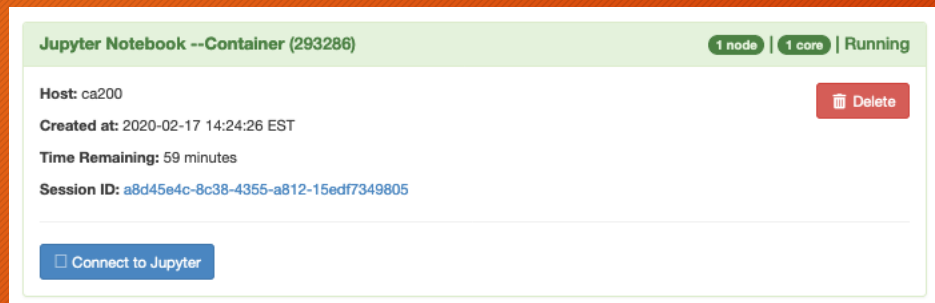 Jupyter Notebook --Container (293286) 1 node | 1 core | Running
Host: ca200
Delete
Created at: 2020-02-17 14:24:26 EST
Time Remaining: 59 minutes
Session ID: a8d45e4c-8c38-4355-a812-15edf7349805
Connect to Jupyter